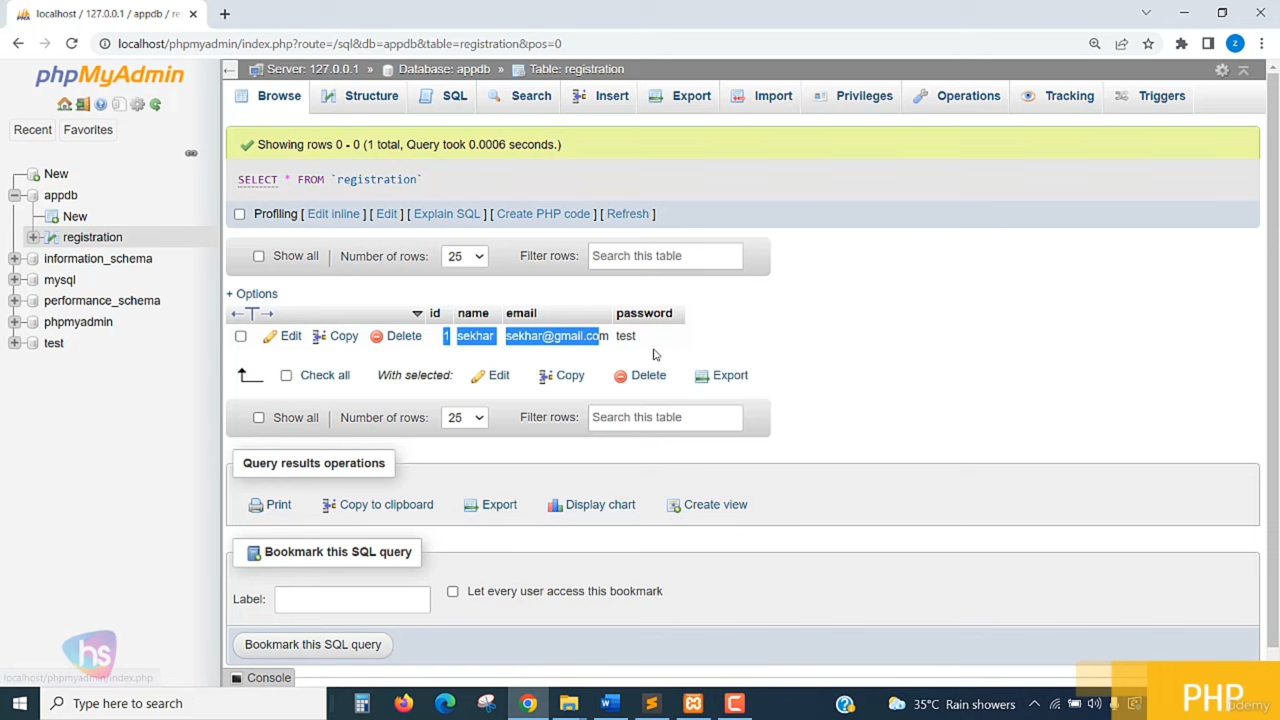 localhost / 127.0.0.1 / appdb / re
localhost/phpmyadmin/index.php?route=/sql&db=appdb&table=registration&pos=0
z
phpMyAdmin
Recent Favorites
New
appdb
New
registration
information_schema
mysql
performance_schema
phpmyadmin
test
Server: 127.0.0.1 » Database: appdb » Table: registration
Browse Structure SQL Search Insert Export Import Privileges Operations Tracking Triggers
Showing rows 0 - 0 (1 total, Query took 0.0006 seconds.)
SELECT * FROM `registration`
Profiling [ Edit inline ] [ Edit ] [ Explain SQL ] [ Create PHP code ] [ Refresh ]
Show all | Number of rows: 25 Filter rows: Search this table
+ Options
←T→ id name email password
Edit Copy Delete 1 sekhar sekhar@gmail.com test
Check all With selected: Edit Copy Delete Export
Show all | Number of rows: 25 Filter rows: Search this table
Query results operations
Print Copy to clipboard Export Display chart Create view
Bookmark this SQL query
Label: Let every user access this bookmark
Bookmark this SQL query
hs
localhost/phpmyadmin/index.php
Console
Type here to search
35°C Rain showers
PHP
udemy